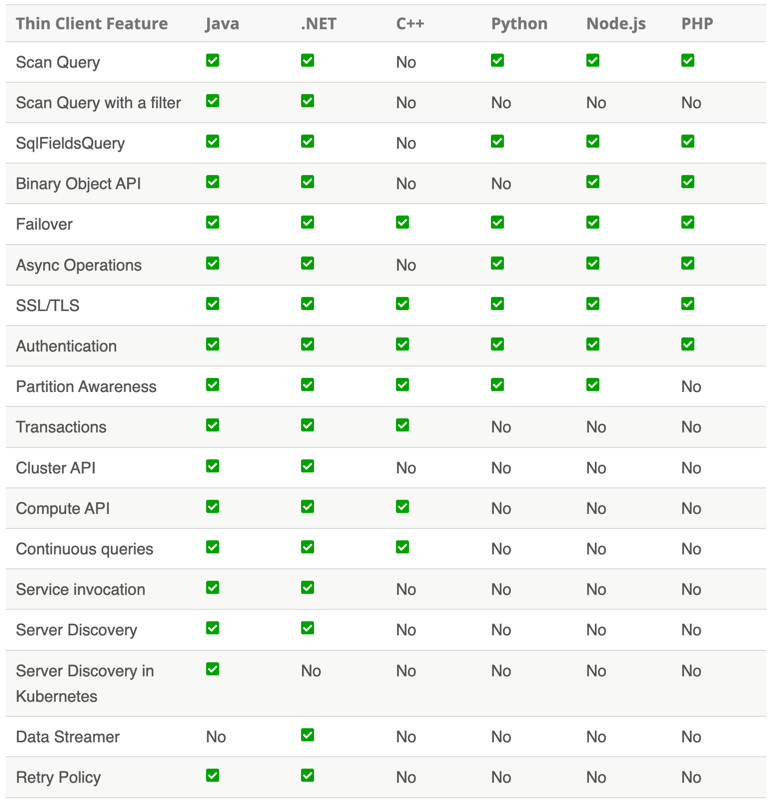 Thin Client Feature Java .NET C++ Python Node.js PHP
Scan Query ✅ ✅ No ✅ ✅ ✅
Scan Query with a filter ✅ ✅ No No No No
SqlFieldsQuery ✅ ✅ No ✅ ✅ ✅
Binary Object API ✅ ✅ No No ✅ ✅
Failover ✅ ✅ ✅ ✅ ✅ ✅
Async Operations ✅ ✅ No ✅ ✅ ✅
SSL/TLS ✅ ✅ ✅ ✅ ✅ ✅
Authentication ✅ ✅ ✅ ✅ ✅ ✅
Partition Awareness ✅ ✅ ✅ ✅ ✅ No
Transactions ✅ ✅ ✅ No No No
Cluster API ✅ ✅ No No No No
Compute API ✅ ✅ ✅ No No No
Continuous queries ✅ ✅ ✅ No No No
Service invocation ✅ ✅ No No No No
Server Discovery ✅ ✅ No No No No
Server Discovery in ✅ No No No No No
Kubernetes
Data Streamer No ✅ No No No No
Retry Policy ✅ ✅ No No No No